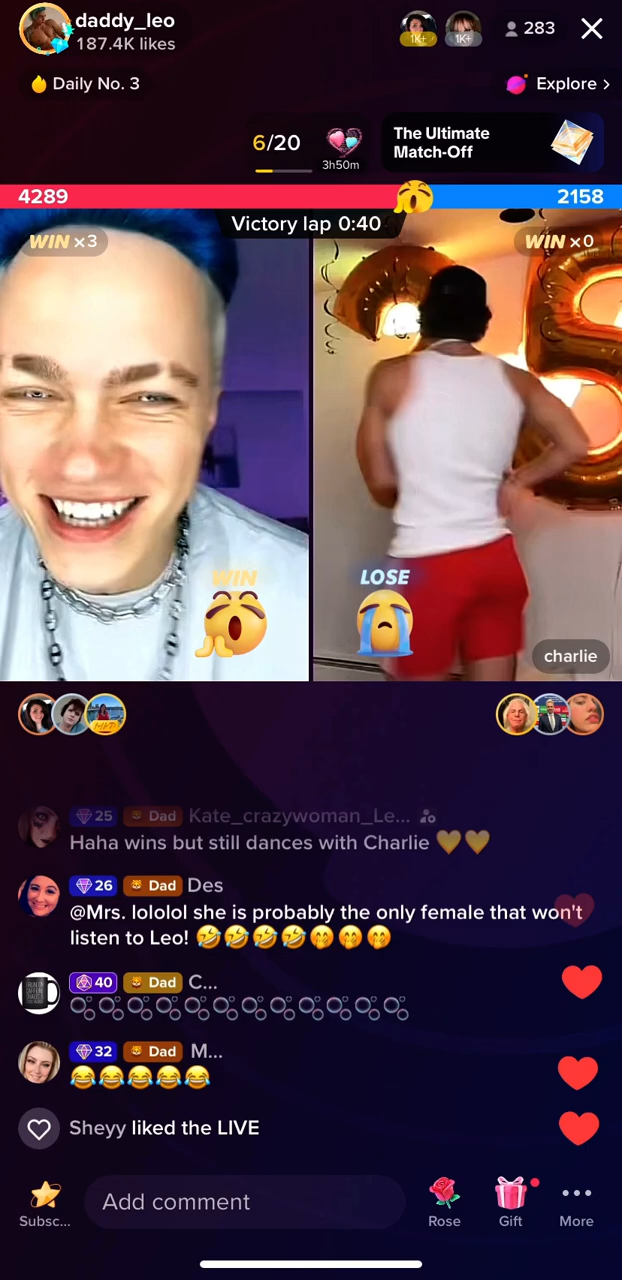 daddy_leo
187.4K likes
1K+
1K+
283
Daily No. 3
Explore >
6/20
3h50m
The Ultimate
Match-Off
4289
2158
Victory lap 0:40
WIN x3
WIN x0
5
WIN
LOSE
charlie
25 Dad Kate_crazywoman_Le...
Haha wins but still dances with Charlie 💛💛
26 Dad Des
@Mrs. lololol she is probably the only female that won't
listen to Leo! 🤣🤣🤣🤣🤭🤭🤭
40 Dad C...
🫧🫧🫧🫧🫧🫧🫧🫧🫧🫧🫧🫧
32 Dad M...
😂😂😂😂😂
Sheyy liked the LIVE
Subsc...
Add comment
Rose
Gift
More